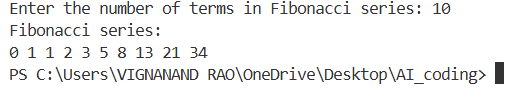 Enter the number of terms in Fibonacci series: 10
Fibonacci series:
0 1 1 2 3 5 8 13 21 34
PS C:\Users\VIGNANAND RAO\OneDrive\Desktop\AI_coding>